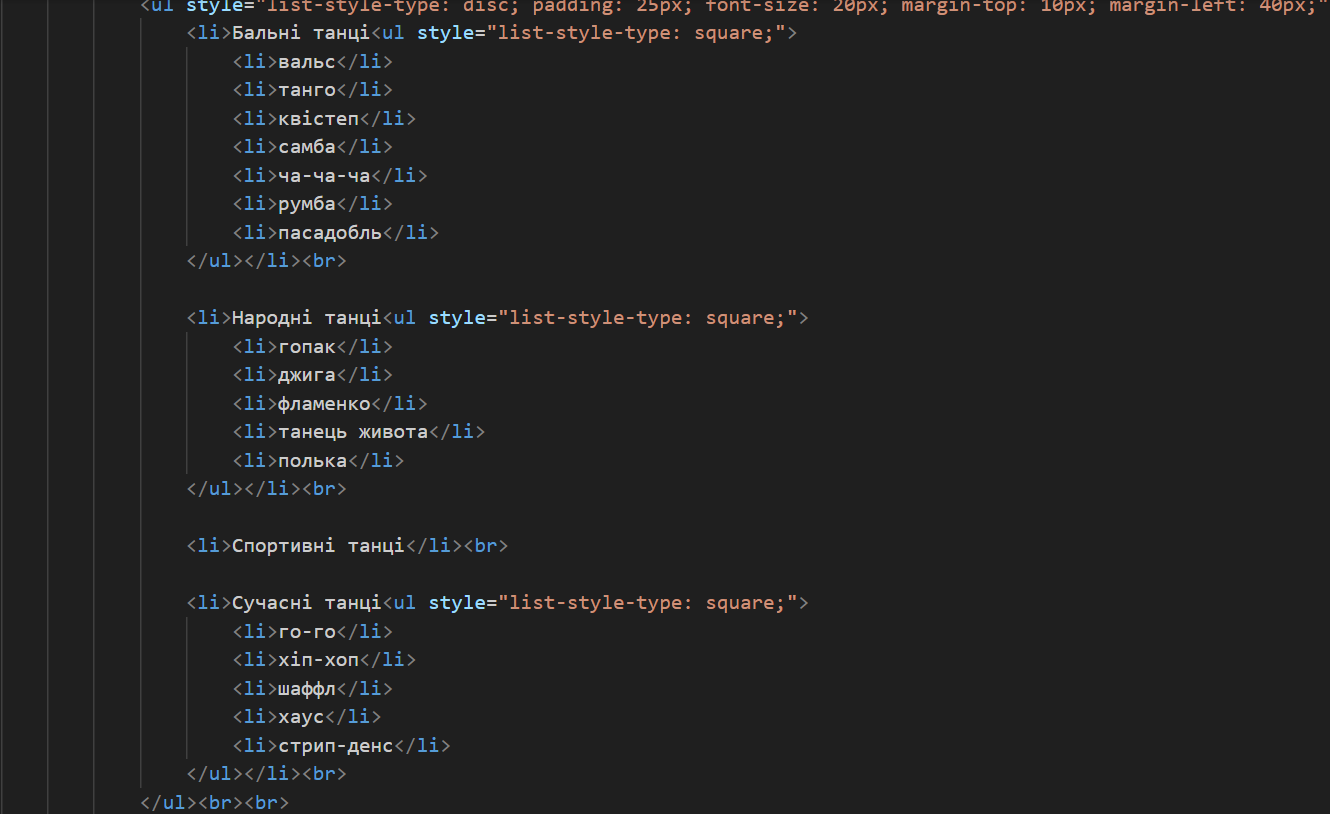 <ul style="list-style-type: disc; padding: 25px; font-size: 20px; margin-top: 10px; margin-left: 40px;"
<li>Бальні танці<ul style="list-style-type: square;">
<li>вальс</li>
<li>танго</li>
<li>квістеп</li>
<li>самба</li>
<li>ча-ча-ча</li>
<li>румба</li>
<li>пасадобль</li>
</ul></li><br>
<li>Народні танці<ul style="list-style-type: square;">
<li>гопак</li>
<li>джига</li>
<li>фламенко</li>
<li>танець живота</li>
<li>полька</li>
</ul></li><br>
<li>Спортивні танці</li><br>
<li>Сучасні танці<ul style="list-style-type: square;">
<li>го-го</li>
<li>хіп-хоп</li>
<li>шаффл</li>
<li>хаус</li>
<li>стрип-денс</li>
</ul></li><br>
</ul><br><br>